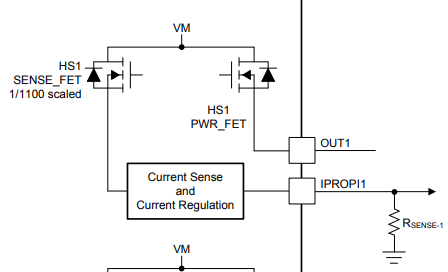 VM
HS1
SENSE_FET
1/1100 scaled
HS1
PWR_FET
OUT1
Current Sense
and
Current Regulation
IPROPI1
RSENSE-1
VM